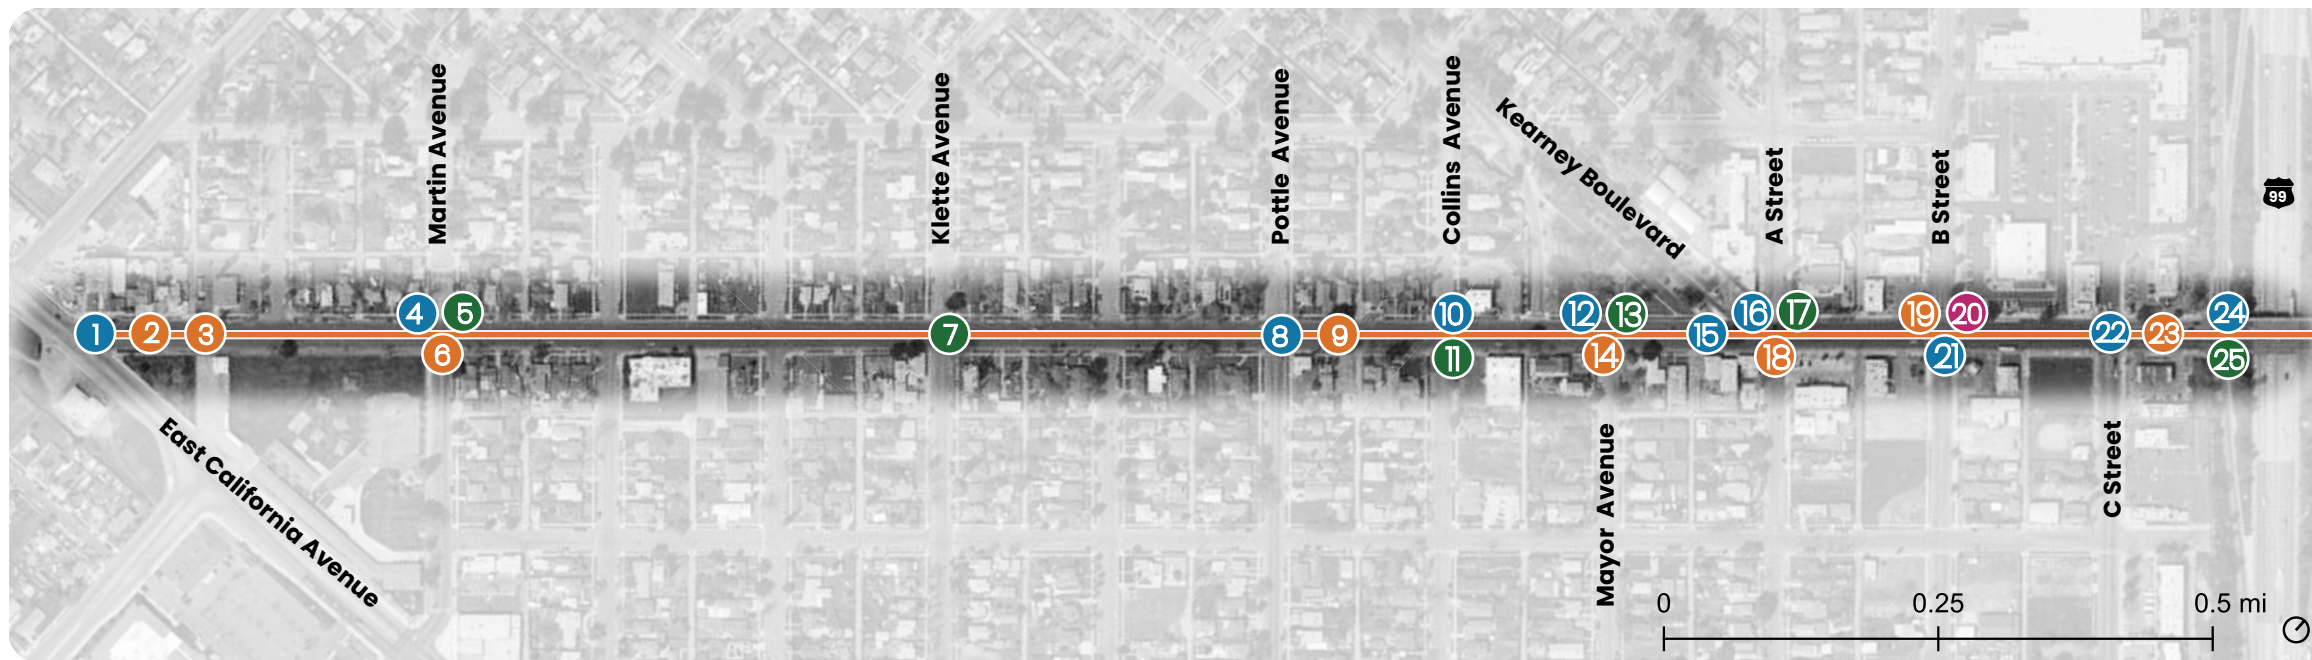 Martin Avenue
Klette Avenue
Pottle Avenue
Collins Avenue
Kearney Boulevard
A Street
B Street
99
1
2
3
4
5
6
7
8
9
10
11
12
13
14
15
16
17
18
19
20
21
22
23
24
25
East California Avenue
Mayor Avenue
C Street
0 0.25 0.5 mi